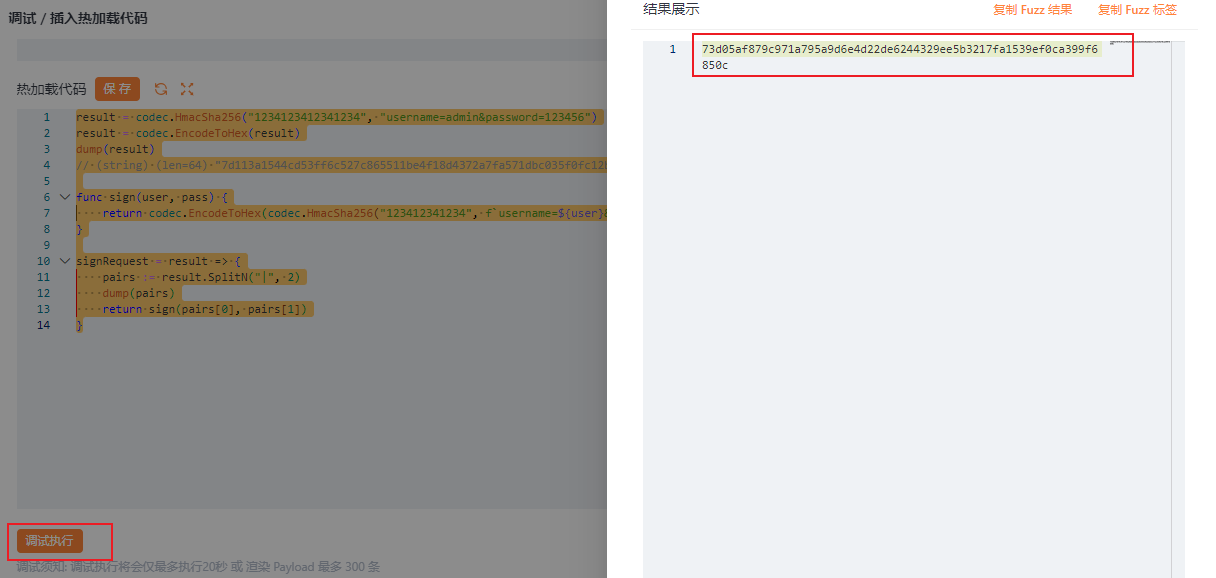 调试 / 插入热加载代码
热加载代码 保存
1 result = codec.HmacSha256("1234123412341234", "username=admin&password=123456")
2 result = codec.EncodeToHex(result)
3 dump(result)
4 // (string) (len=64) "7d113a1544cd53ff6c527c865511be4f18d4372a7fa571dbc035f0fc12
5
6 func sign(user, pass) {
7 return codec.EncodeToHex(codec.HmacSha256("123412341234", f`username=${user}&
8 }
9
10 signRequest = result => {
11 pairs := result.SplitN("|", 2)
12 dump(pairs)
13 return sign(pairs[0], pairs[1])
14 }
调试执行
调试须知: 调试执行将会仅最多执行20秒 或 渲染 Payload 最多 300 条
结果展示
复制 Fuzz 结果 复制 Fuzz 标签
1 73d05af879c971a795a9d6e4d22de6244329ee5b3217fa1539ef0ca399f6
850c